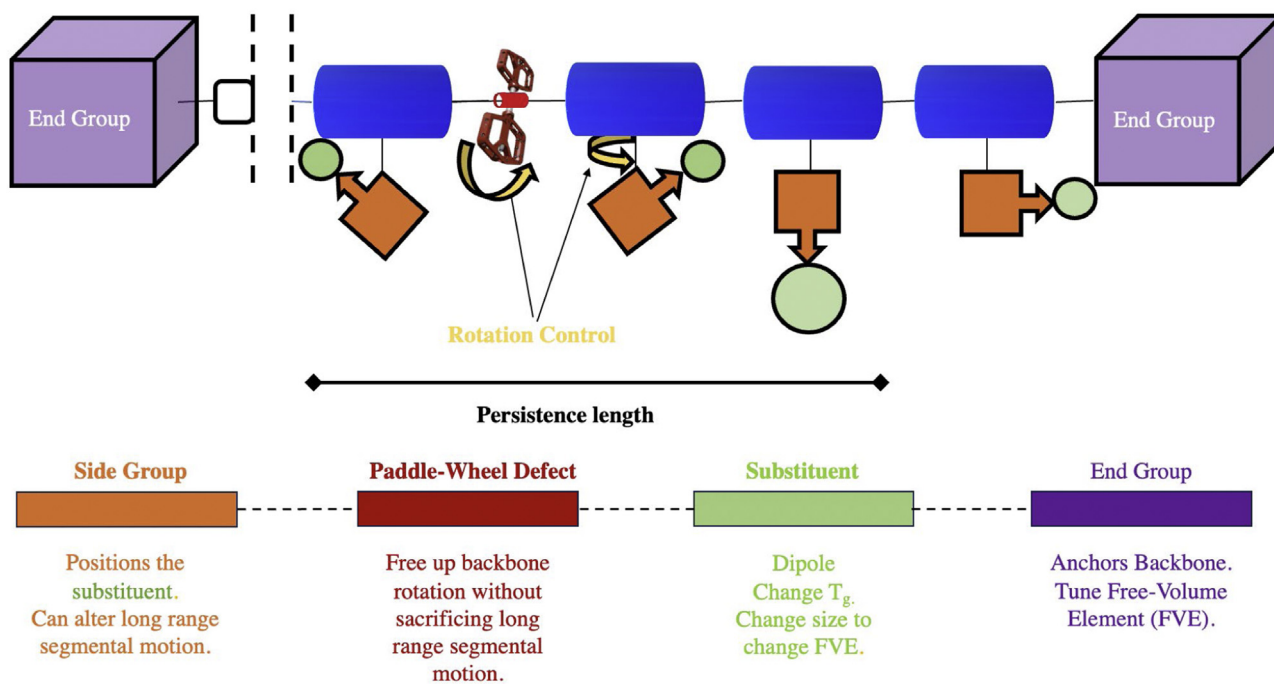 End Group
End Group
Rotation Control
Persistence length
Side Group
Paddle-Wheel Defect
Substituent
End Group
Positions the
substituent.
Can alter long range
segmental motion.
Free up backbone
rotation without
sacrificing long
range segmental
motion.
Dipole
Change Tg.
Change size to
change FVE.
Anchors Backbone.
Tune Free-Volume
Element (FVE).